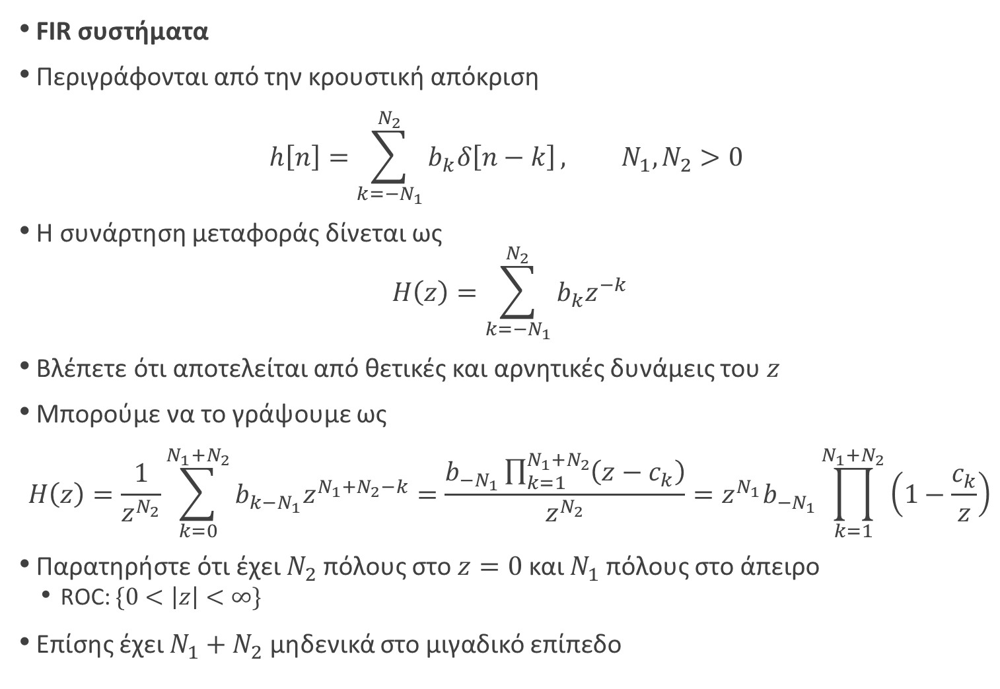 • FIR συστήματα
• Περιγράφονται από την κρουστική απόκριση
h[n] = \sum_{k=-N_1}^{N_2} b_k δ[n − k] , N_1, N_2 > 0
• Η συνάρτηση μεταφοράς δίνεται ως
H(z) = \sum_{k=-N_1}^{N_2} b_k z^{-k}
• Βλέπετε ότι αποτελείται από θετικές και αρνητικές δυνάμεις του z
• Μπορούμε να το γράψουμε ως
H(z) = \frac{1}{z^{N_2}} \sum_{k=0}^{N_1+N_2} b_{k-N_1} z^{N_1+N_2-k} = \frac{b_{-N_1} \prod_{k=1}^{N_1+N_2} (z − c_k)}{z^{N_2}} = z^{N_1} b_{-N_1} \prod_{k=1}^{N_1+N_2} \left(1 − \frac{c_k}{z}\right)
• Παρατηρήστε ότι έχει N_2 πόλους στο z = 0 και N_1 πόλους στο άπειρο
• ROC: {0 < |z| < ∞}
• Επίσης έχει N_1 + N_2 μηδενικά στο μιγαδικό επίπεδο